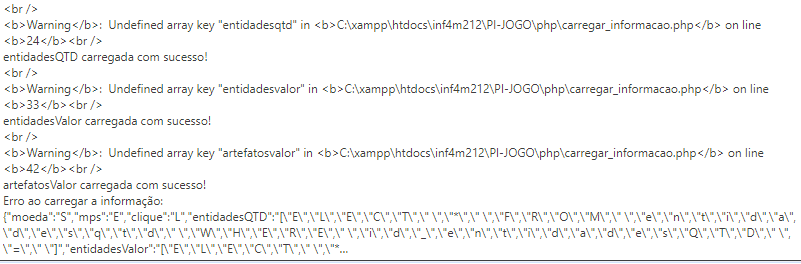 <br />
<b>Warning</b>:  Undefined array key "entidadesqtd" in <b>C:\xampp\htdocs\inf4m212\PI-JOGO\php\carregar_informacao.php</b> on line
<b>24</b><br />
entidadesQTD carregada com sucesso!
<br />
<b>Warning</b>:  Undefined array key "entidadesvalor" in <b>C:\xampp\htdocs\inf4m212\PI-JOGO\php\carregar_informacao.php</b> on line
<b>33</b><br />
entidadesValor carregada com sucesso!
<br />
<b>Warning</b>:  Undefined array key "artefatosvalor" in <b>C:\xampp\htdocs\inf4m212\PI-JOGO\php\carregar_informacao.php</b> on line
<b>42</b><br />
artefatosValor carregada com sucesso!
Erro ao carregar a informação:
{"moeda":"S","mps":"E","clique":"L","entidadesQTD":"[\"E\",\"L\",\"E\",\"C\",\"T\",\" \",\"*\",\" \",\"F\",\"R\",\"O\",\"M\",\" \",\"e\",\"n\",\"t\",\"i\",\"d\",\"a\",
\"d\",\"e\",\"s\",\"q\",\"t\",\"d\",\" \",\"W\",\"H\",\"E\",\"R\",\"E\",\" \",\"i\",\"d\",\"_\",\"e\",\"n\",\"t\",\"i\",\"d\",\"a\",\"d\",\"e\",\"s\",\"Q\",\"T\",\"D\",\" \",
\"=\",\" \"]","entidadesValor":"[\"E\",\"L\",\"E\",\"C\",\"T\",\" \",\"*...